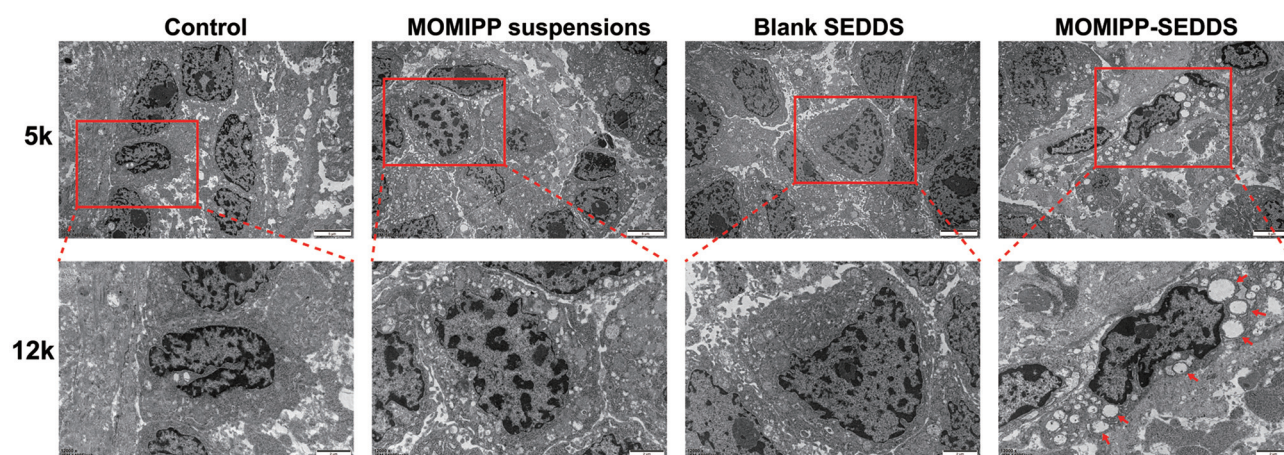 Control
MOMIPP suspensions
Blank SEDDS
MOMIPP-SEDDS
5k
12k